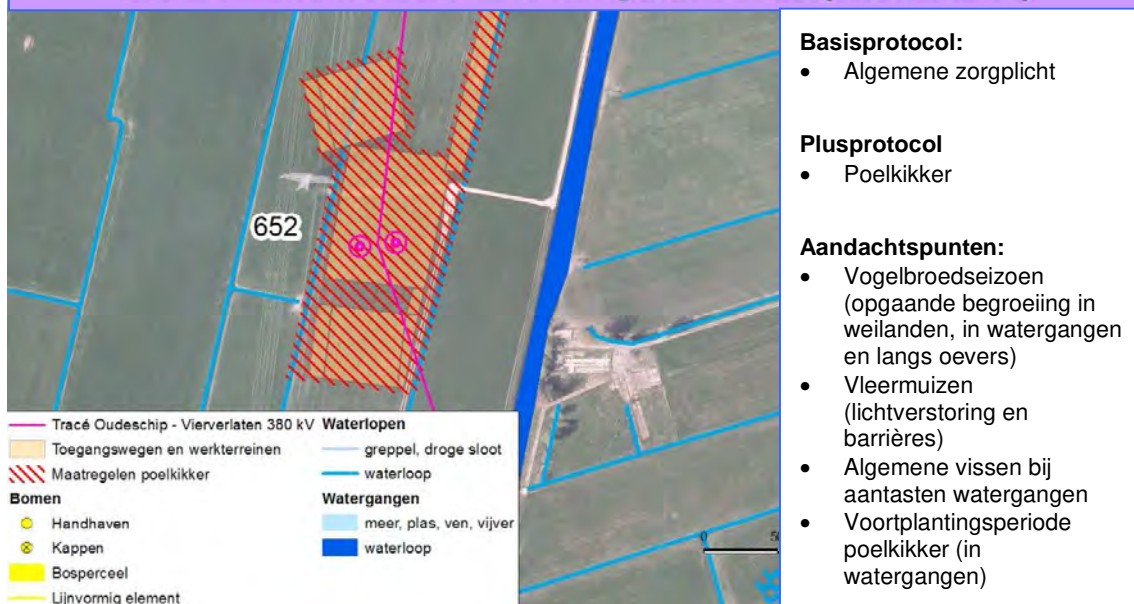 652
Tracé Oudeschip - Vierverlaten 380 kV
Toegangswegen en werkterreinen
Maatregelen poelkikker
Bomen
Handhaven
Kappen
Bosperceel
Lijnvormig element
Waterlopen
greppel, droge sloot
waterloop
Watergangen
meer, plas, ven, vijver
waterloop
0
Basisprotocol:
• Algemene zorgplicht
Plusprotocol
• Poelkikker
Aandachtspunten:
• Vogelbroedseizoen
(opgaande begroeiing in
weilanden, in watergangen
en langs oevers)
• Vleermuizen
(lichtverstoring en
barrières)
• Algemene vissen bij
aantasten watergangen
• Voortplantingsperiode
poelkikker (in
watergangen)